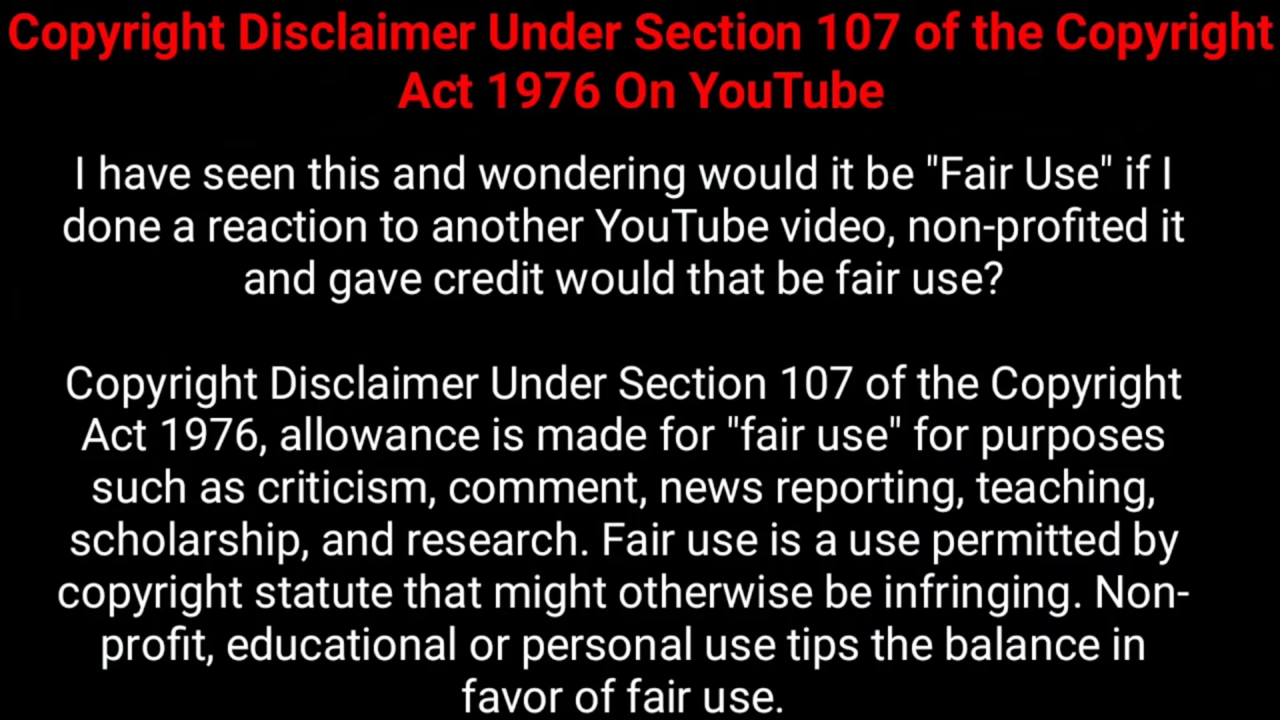 Copyright Disclaimer Under Section 107 of the Copyright
Act 1976 On YouTube
I have seen this and wondering would it be "Fair Use" if I
done a reaction to another YouTube video, non-profited it
and gave credit would that be fair use?
Copyright Disclaimer Under Section 107 of the Copyright
Act 1976, allowance is made for "fair use" for purposes
such as criticism, comment, news reporting, teaching,
scholarship, and research. Fair use is a use permitted by
copyright statute that might otherwise be infringing. Non-
profit, educational or personal use tips the balance in
favor of fair use.